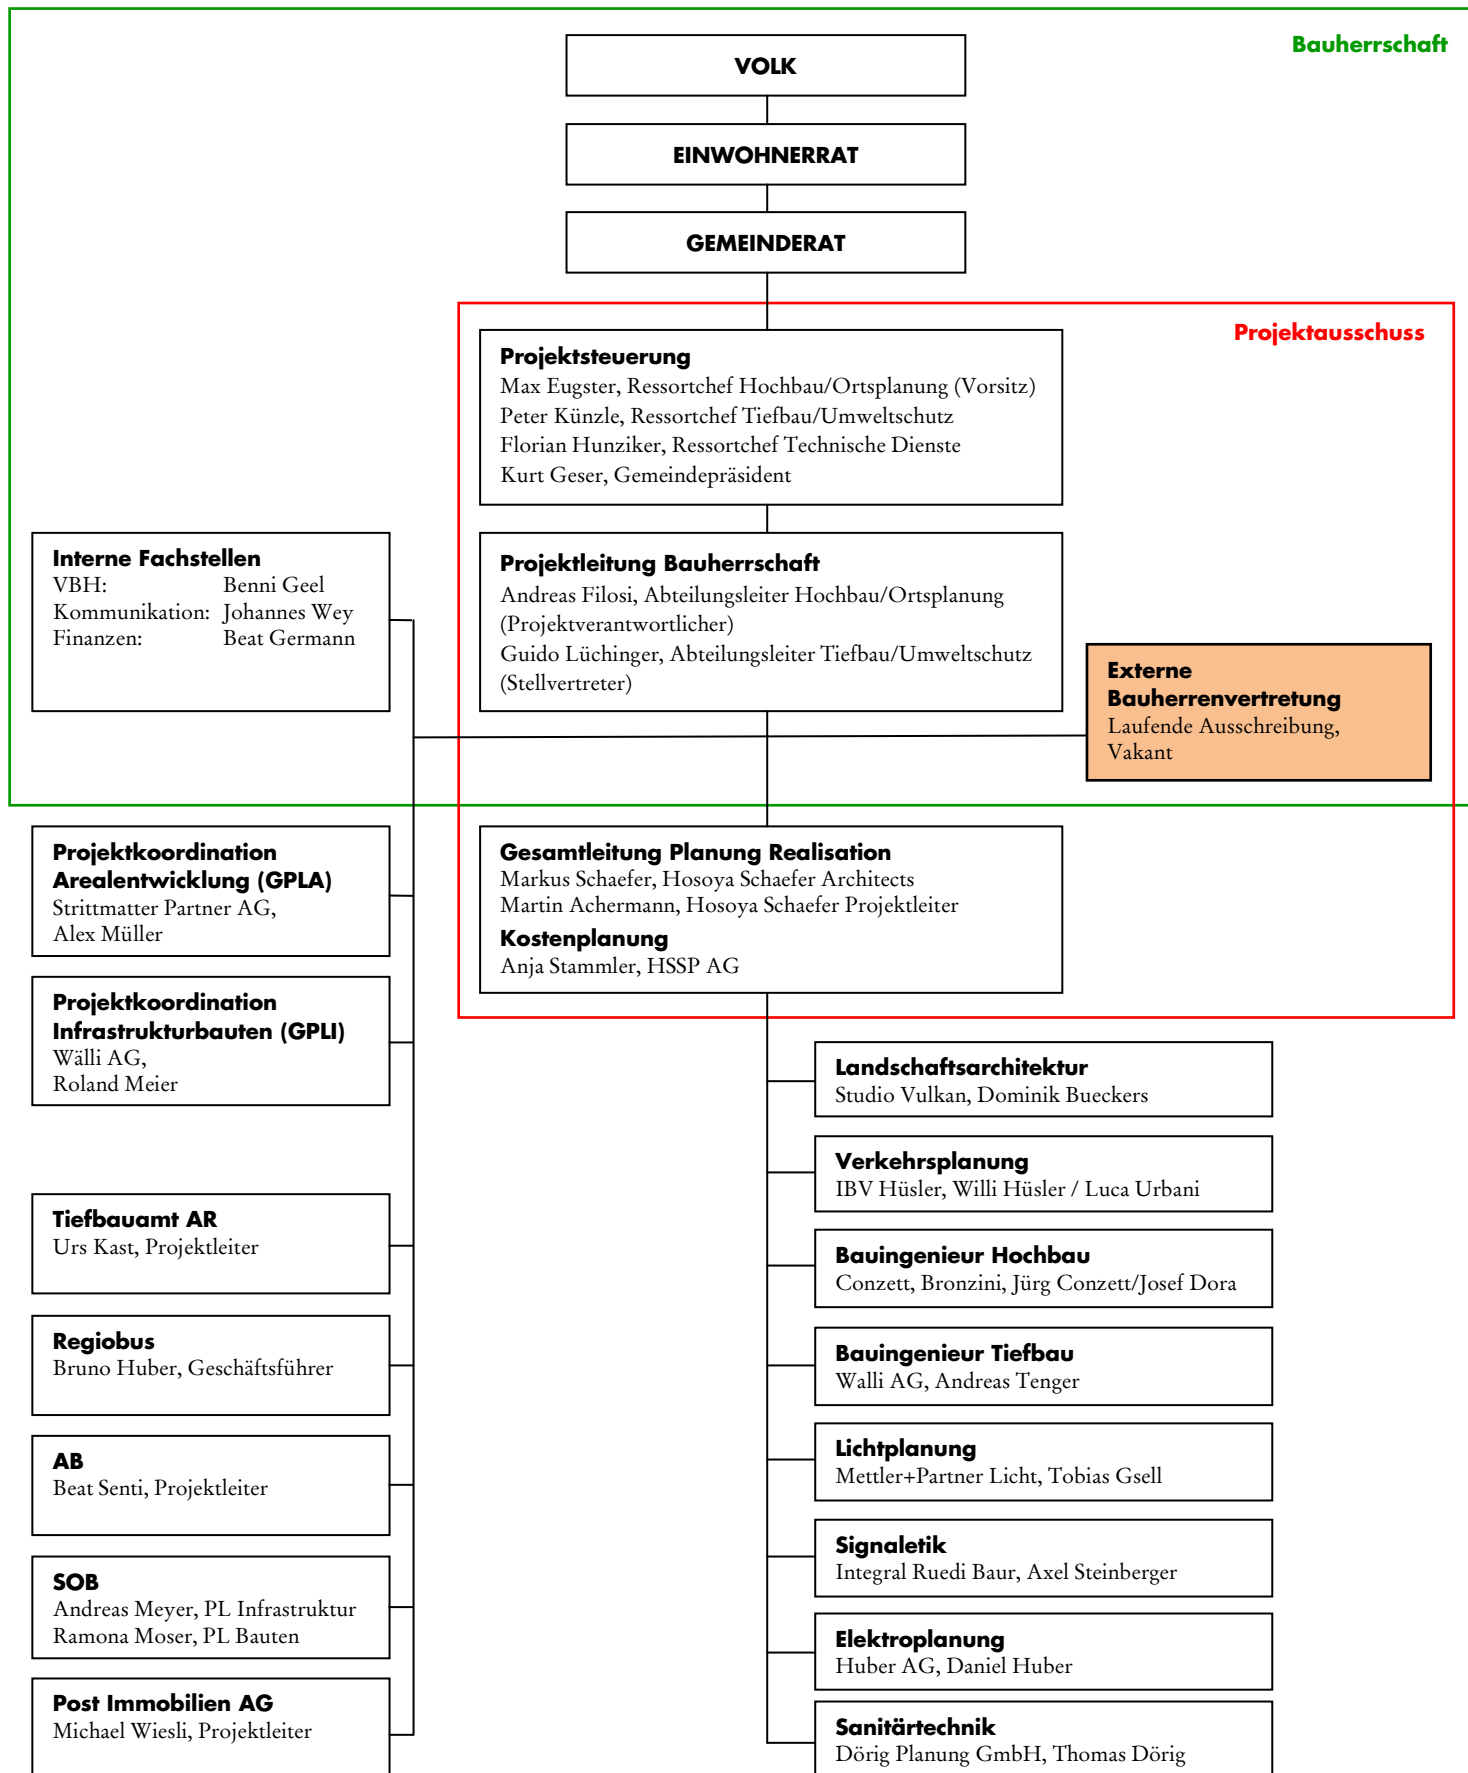 Bauherrschaft
VOLK
EINWOHNERRAT
GEMEINDERAT
Projektausschuss
Projektsteuerung
Max Eugster, Ressortchef Hochbau/Ortsplanung (Vorsitz)
Peter Künzle, Ressortchef Tiefbau/Umweltschutz
Florian Hunziker, Ressortchef Technische Dienste
Kurt Geser, Gemeindepräsident
Interne Fachstellen
VBH: Benni Geel
Kommunikation: Johannes Wey
Finanzen: Beat Germann
Projektleitung Bauherrschaft
Andreas Filosi, Abteilungsleiter Hochbau/Ortsplanung
(Projektverantwortlicher)
Guido Lüchinger, Abteilungsleiter Tiefbau/Umweltschutz
(Stellvertreter)
Externe
Bauherrenvertretung
Laufende Ausschreibung,
Vakant
Projektkoordination
Arealentwicklung (GPLA)
Strittmatter Partner AG,
Alex Müller
Gesamtleitung Planung Realisation
Markus Schaefer, Hosoya Schaefer Architects
Martin Achermann, Hosoya Schaefer Projektleiter
Kostenplanung
Anja Stammler, HSSP AG
Projektkoordination
Infrastrukturbauten (GPLI)
Wälli AG,
Roland Meier
Tiefbauamt AR
Urs Kast, Projektleiter
Regiobus
Bruno Huber, Geschäftsführer
AB
Beat Senti, Projektleiter
SOB
Andreas Meyer, PL Infrastruktur
Ramona Moser, PL Bauten
Post Immobilien AG
Michael Wiesli, Projektleiter
Landschaftsarchitektur
Studio Vulkan, Dominik Bueckers
Verkehrsplanung
IBV Hüsler, Willi Hüsler / Luca Urbani
Bauingenieur Hochbau
Conzett, Bronzini, Jürg Conzett/Josef Dora
Bauingenieur Tiefbau
Walli AG, Andreas Tenger
Lichtplanung
Mettler+Partner Licht, Tobias Gsell
Signaletik
Integral Ruedi Baur, Axel Steinberger
Elektroplanung
Huber AG, Daniel Huber
Sanitärtechnik
Dörig Planung GmbH, Thomas Dörig